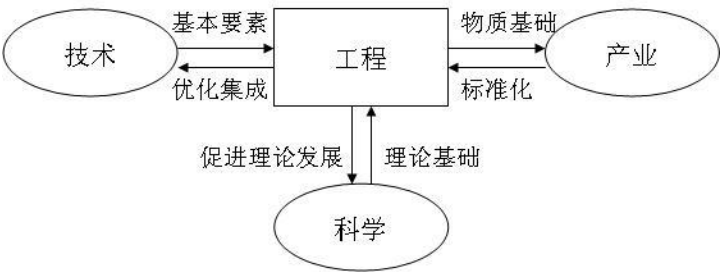 基本要素
物质基础
技术
工程
产业
优化集成
标准化
促进理论发展
理论基础
科学